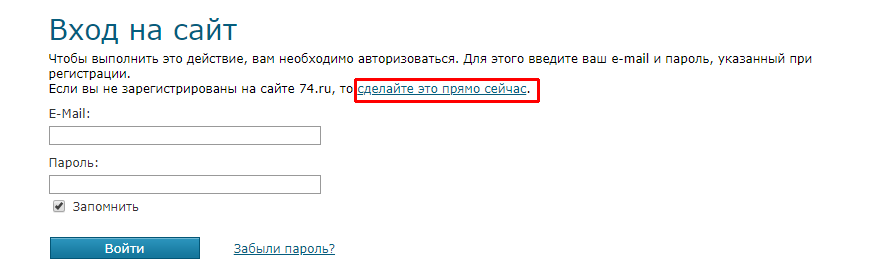 Вход на сайт
Чтобы выполнить это действие, вам необходимо авторизоваться. Для этого введите ваш e-mail и пароль, указанный при
регистрации.
Если вы не зарегистрированы на сайте 74.ru, то сделайте это прямо сейчас.
E-Mail:
Пароль:
Запомнить
Войти Забыли пароль?